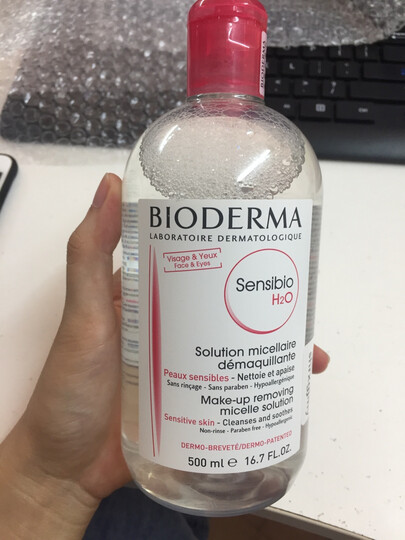 BIODERMA
LABORATOIRE DERMATOLOGIQUE
Visage & Yeux
Face & Eyes
Sensibio
H2O
Solution micellaire
démaquillante
Peaux sensibles - Nettoie et apaise
Sans rinçage - Sans paraben - Hypoallergénique
Make-up removing
micelle solution
Sensitive skin - Cleanses and soothes
Non-rinse - Paraben free - Hypoallergenic
DERMO-BREVETÉ/DERMO-PATENTED
500 ml e 16.7 FL.OZ.